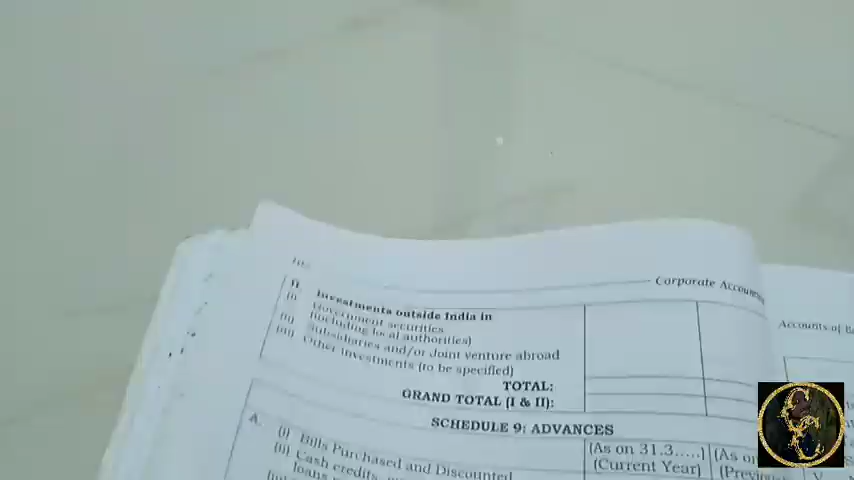 Corporate Accounting
II. Investments outside India in
(i) Government securities
(including local authorities)
(ii) Subsidiaries and/or Joint venture abroad
(iii) Other investments (to be specified)
TOTAL:
GRAND TOTAL (I & II):
SCHEDULE 9: ADVANCES
[As on 31.3.....] [As on
(Current Year) (Previous
A. (i) Bills Purchased and Discounted
(ii) Cash credits,
loans
Accounts of